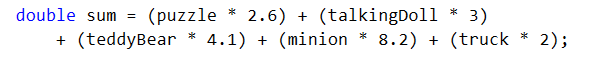 double sum = (puzzle * 2.6) + (talkingDoll * 3)
+ (teddyBear * 4.1) + (minion * 8.2) + (truck * 2);